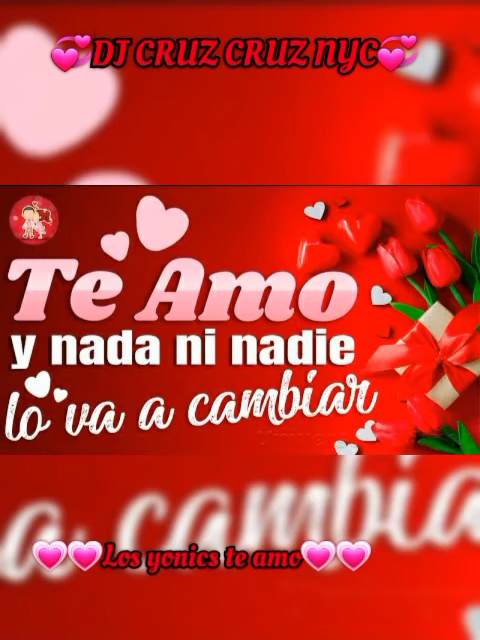 💞DJ CRUZ CRUZ NYC💞
Te Amo
y nada ni nadie
lo va a cambiar
a cambia
💗💗Los yonics te amo💗💗